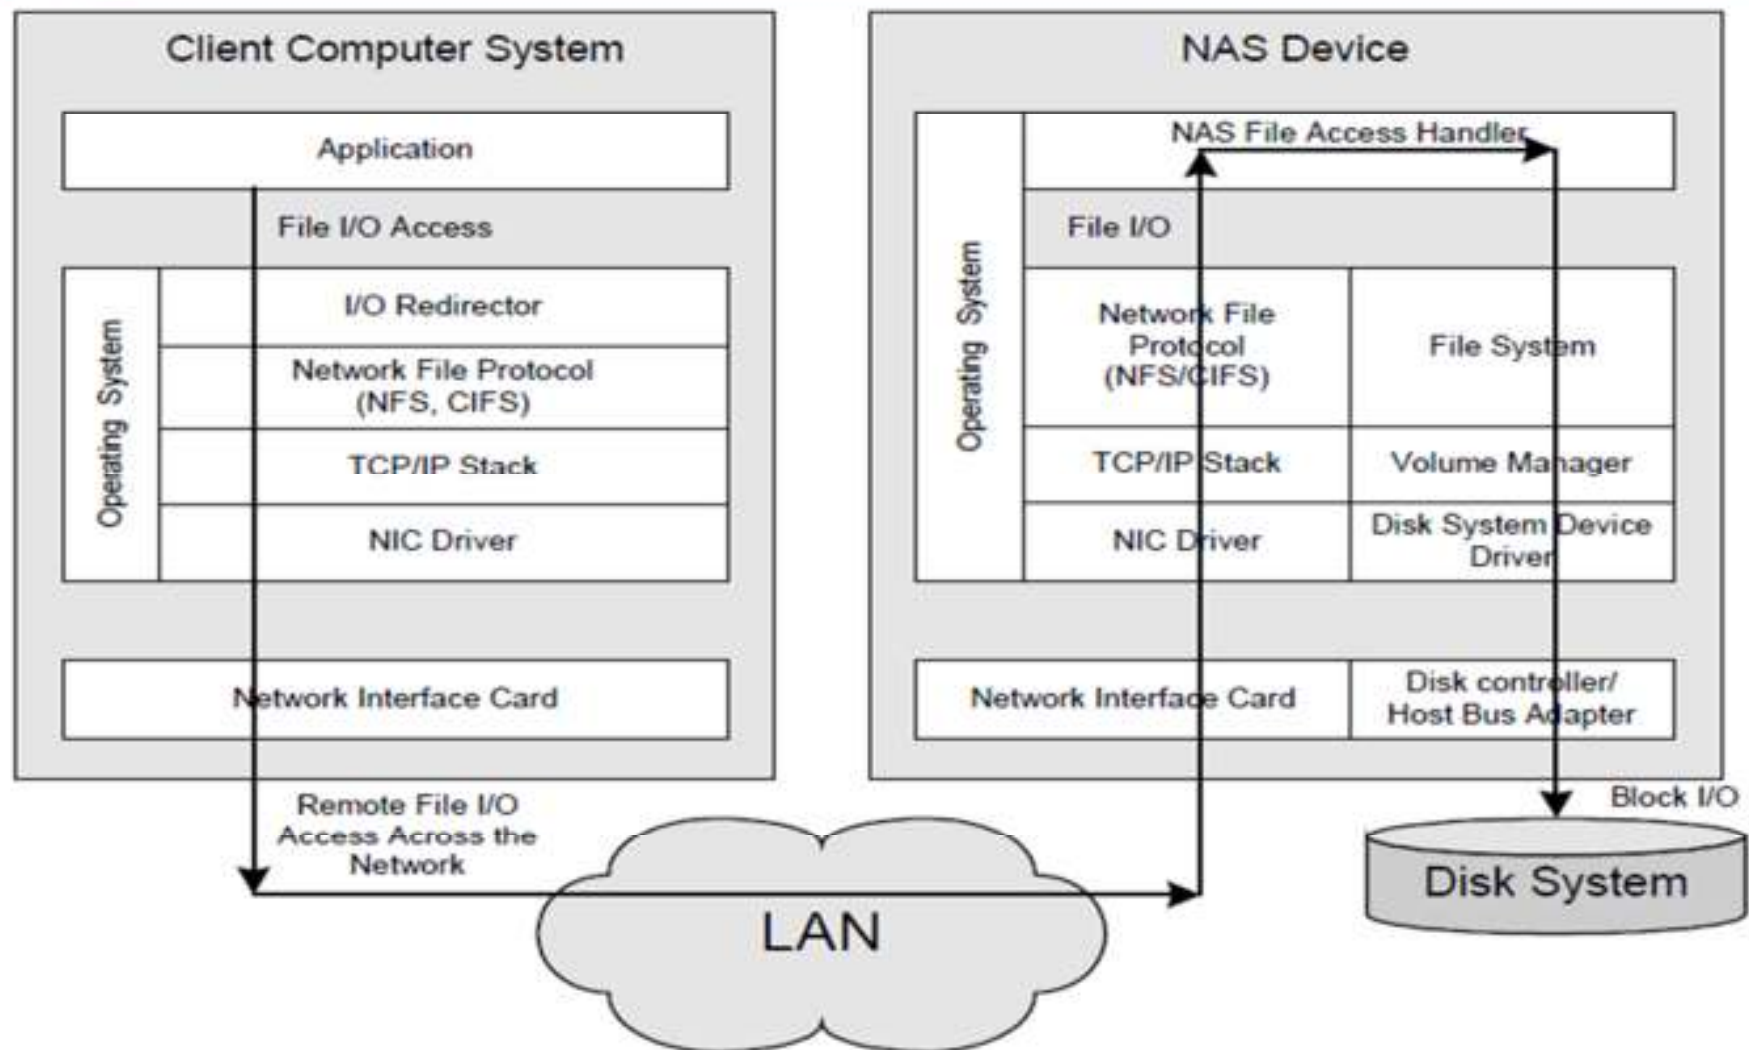 Client Computer System
Application
File I/O Access
Operating System
I/O Redirector
Network File Protocol
(NFS, CIFS)
TCP/IP Stack
NIC Driver
Network Interface Card
Remote File I/O
Access Across the
Network
LAN
NAS Device
NAS File Access Handler
File I/O
Operating System
Network File
Protocol
(NFS/CIFS)
File System
TCP/IP Stack
Volume Manager
NIC Driver
Disk System Device
Driver
Network Interface Card
Disk controller/
Host Bus Adapter
Block I/O
Disk System